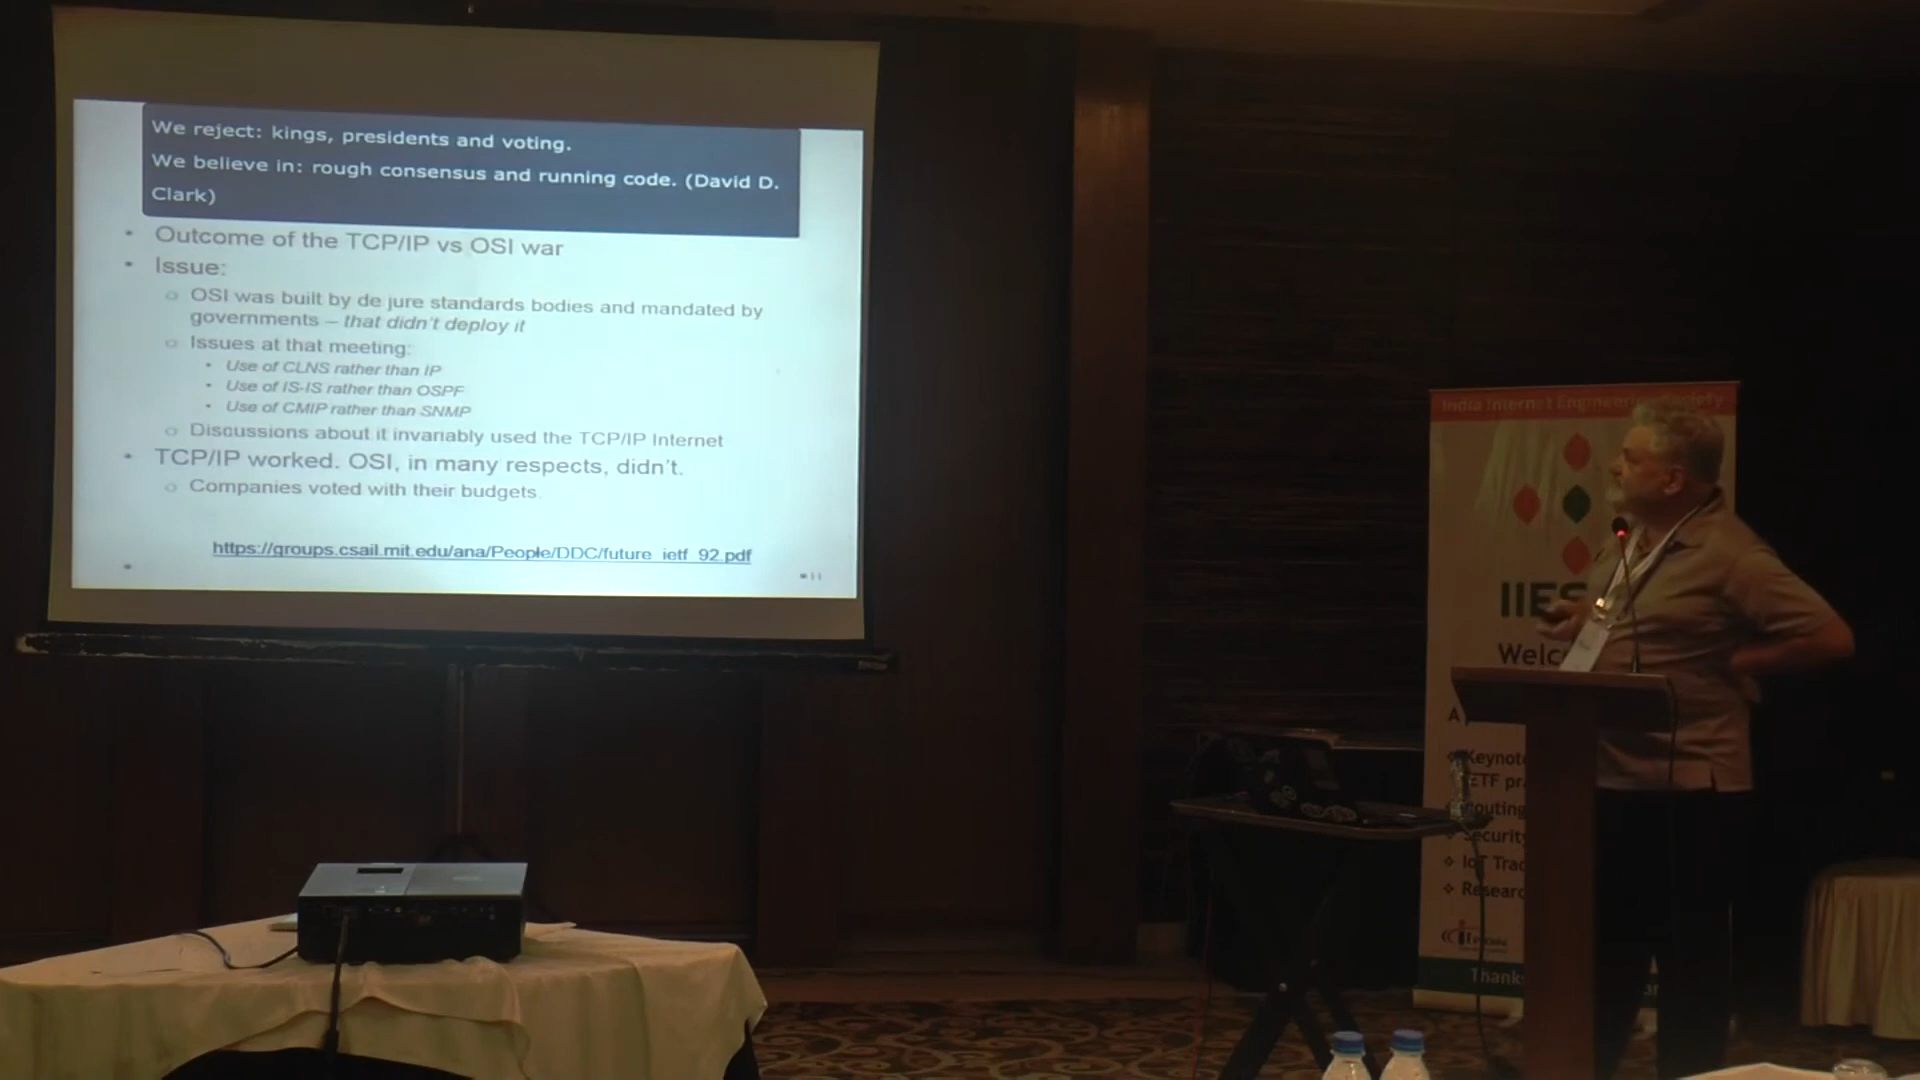 We reject: kings, presidents and voting.
We believe in: rough consensus and running code. (David D.
Clark)
• Outcome of the TCP/IP vs OSI war
• Issue:
o OSI was built by de jure standards bodies and mandated by
governments – that didn't deploy it
o Issues at that meeting:
• Use of CLNS rather than IP
• Use of IS-IS rather than OSPF
• Use of CMIP rather than SNMP
o Discussions about it invariably used the TCP/IP Internet
• TCP/IP worked. OSI, in many respects, didn't.
o Companies voted with their budgets.
https://groups.csail.mit.edu/ana/People/DDC/future_ietf_92.pdf
11
India Internet Engineering Society
IIES
Welc
A
Keynote
IETF pr
Routing
Security
IoT Trac
Researc
Thank